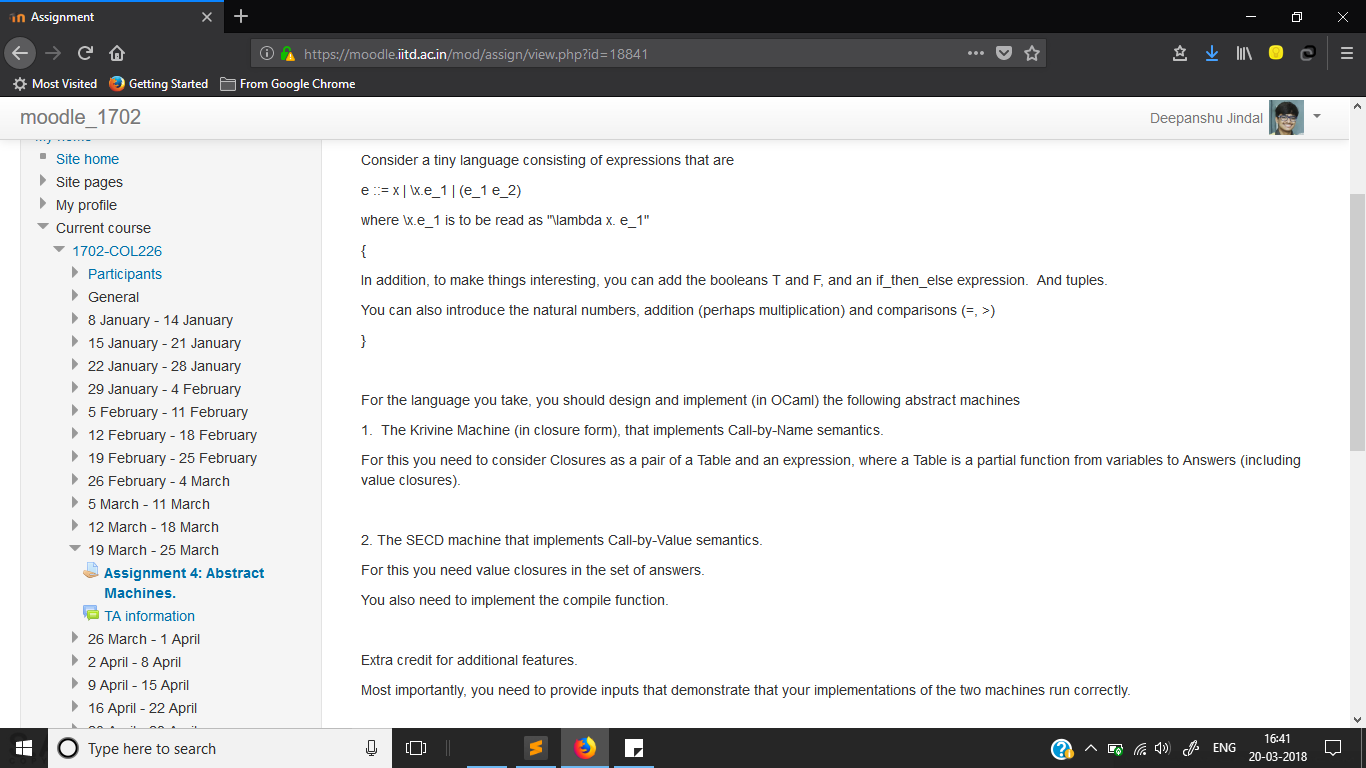 Assignment
https://moodle.iitd.ac.in/mod/assign/view.php?id=18841
Most Visited Getting Started From Google Chrome
moodle_1702 Deepanshu Jindal
Site home
Site pages
My profile
Current course
1702-COL226
Participants
General
8 January - 14 January
15 January - 21 January
22 January - 28 January
29 January - 4 February
5 February - 11 February
12 February - 18 February
19 February - 25 February
26 February - 4 March
5 March - 11 March
12 March - 18 March
19 March - 25 March
Assignment 4: Abstract
Machines.
TA information
26 March - 1 April
2 April - 8 April
9 April - 15 April
16 April - 22 April
Consider a tiny language consisting of expressions that are
e ::= x | \x.e_1 | (e_1 e_2)
where \x.e_1 is to be read as "\lambda x. e_1"
{
In addition, to make things interesting, you can add the booleans T and F, and an if_then_else expression.  And tuples.
You can also introduce the natural numbers, addition (perhaps multiplication) and comparisons (=, >)
}
For the language you take, you should design and implement (in OCaml) the following abstract machines
1.  The Krivine Machine (in closure form), that implements Call-by-Name semantics.
For this you need to consider Closures as a pair of a Table and an expression, where a Table is a partial function from variables to Answers (including
value closures).
2. The SECD machine that implements Call-by-Value semantics.
For this you need value closures in the set of answers.
You also need to implement the compile function.
Extra credit for additional features.
Most importantly, you need to provide inputs that demonstrate that your implementations of the two machines run correctly.
Type here to search
ENG
16:41
20-03-2018